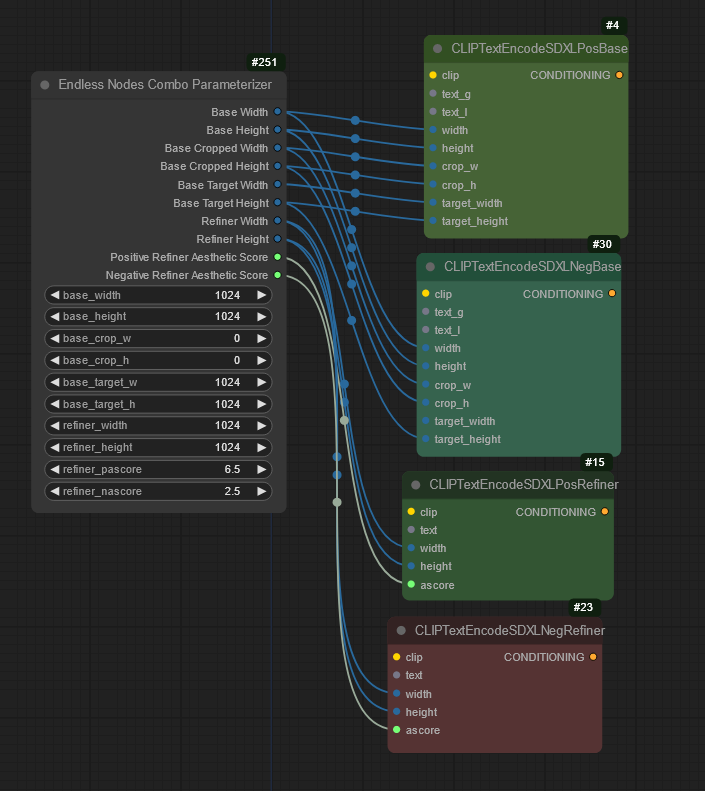 #251
Endless Nodes Combo Parameterizer
Base Width
Base Height
Base Cropped Width
Base Cropped Height
Base Target Width
Base Target Height
Refiner Width
Refiner Height
Positive Refiner Aesthetic Score
Negative Refiner Aesthetic Score
base_width 1024
base_height 1024
base_crop_w 0
base_crop_h 0
base_target_w 1024
base_target_h 1024
refiner_width 1024
refiner_height 1024
refiner_pascore 6.5
refiner_nascore 2.5
#4
CLIPTextEncodeSDXLPosBase
clip CONDITIONING
text_g
text_l
width
height
crop_w
crop_h
target_width
target_height
#30
CLIPTextEncodeSDXLNegBase
clip CONDITIONING
text_g
text_l
width
height
crop_w
crop_h
target_width
target_height
#15
CLIPTextEncodeSDXLPosRefiner
clip CONDITIONING
text
width
height
ascore
#23
CLIPTextEncodeSDXLNegRefiner
clip CONDITIONING
text
width
height
ascore